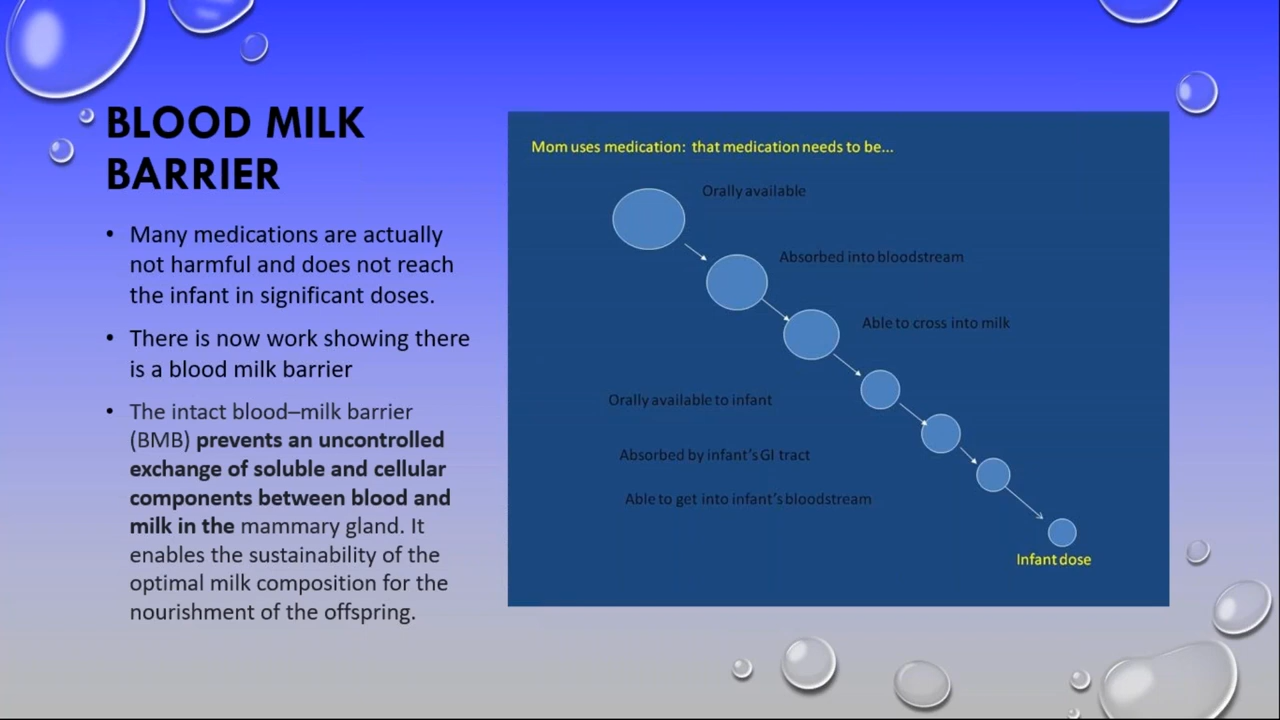 BLOOD MILK
BARRIER
• Many medications are actually
not harmful and does not reach
the infant in significant doses.
• There is now work showing there
is a blood milk barrier
• The intact blood–milk barrier
(BMB) prevents an uncontrolled
exchange of soluble and cellular
components between blood and
milk in the mammary gland. It
enables the sustainability of the
optimal milk composition for the
nourishment of the offspring.
Mom uses medication: that medication needs to be...
Orally available
Absorbed into bloodstream
Able to cross into milk
Orally available to infant
Absorbed by infant's GI tract
Able to get into infant's bloodstream
Infant dose